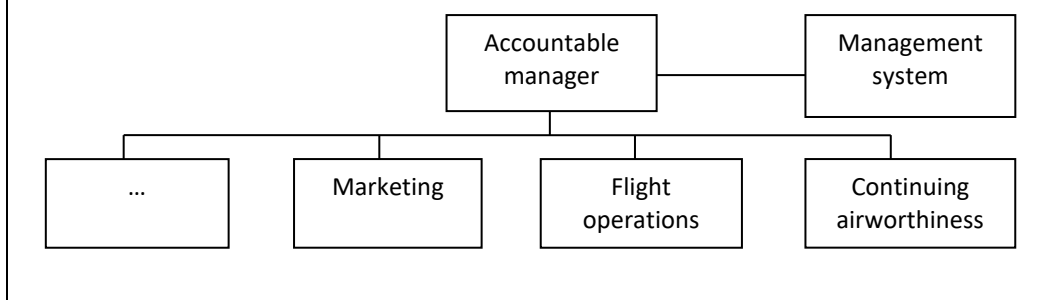 Accountable
manager
Management
system
...
Marketing
Flight
operations
Continuing
airworthiness